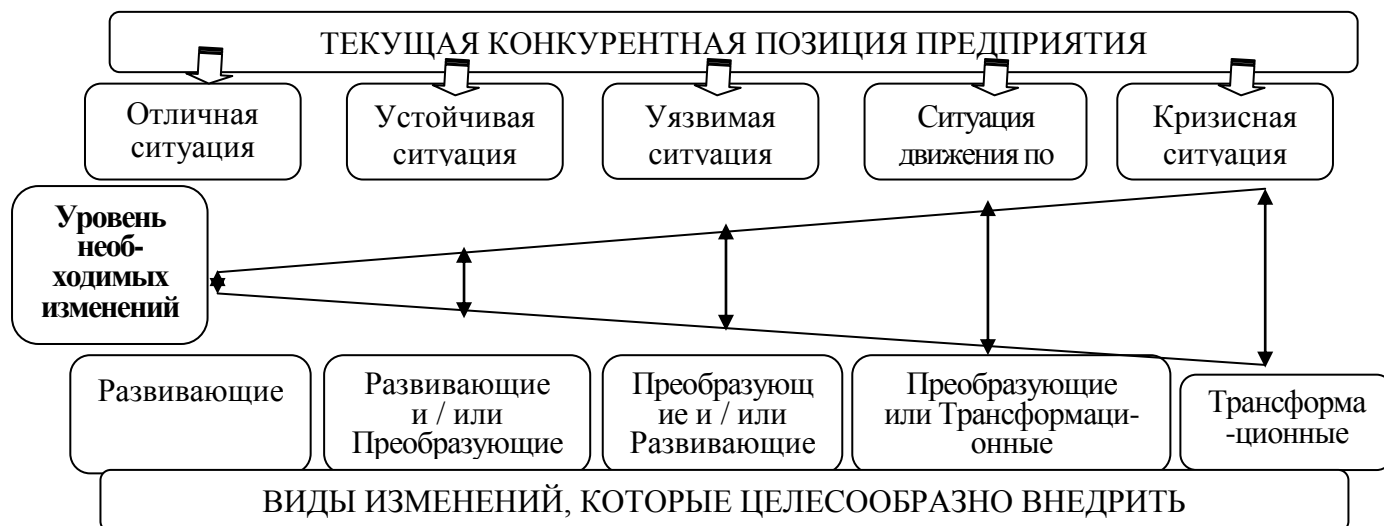 ТЕКУЩАЯ КОНКУРЕНТНАЯ ПОЗИЦИЯ ПРЕДПРИЯТИЯ
Отличная
ситуация
Устойчивая
ситуация
Уязвимая
ситуация
Ситуация
движения по
Кризисная
ситуация
Уровень
необ-
ходимых
изменений
Развивающие
Развивающие
и / или
Преобразующие
Преобразующ
ие и / или
Развивающие
Преобразующие
или Трансформаци-
онные
Трансформа
-ционные
ВИДЫ ИЗМЕНЕНИЙ, КОТОРЫЕ ЦЕЛЕСООБРАЗНО ВНЕДРИТЬ